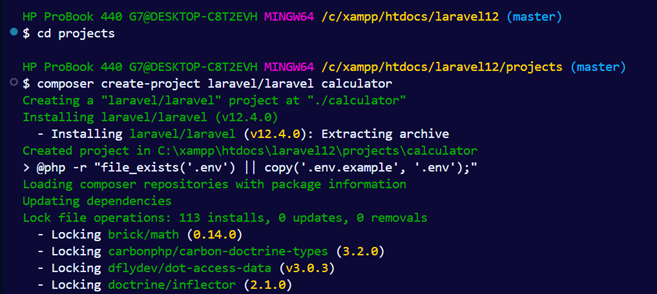 HP ProBook 440 G7@DESKTOP-C8T2EVH MINGW64 /c/xampp/htdocs/laravel12 (master)
$ cd projects
HP ProBook 440 G7@DESKTOP-C8T2EVH MINGW64 /c/xampp/htdocs/laravel12/projects (master)
$ composer create-project laravel/laravel calculator
Creating a "laravel/laravel" project at "./calculator"
Installing laravel/laravel (v12.4.0)
  - Installing laravel/laravel (v12.4.0): Extracting archive
Created project in C:\xampp\htdocs\laravel12\projects\calculator
> @php -r "file_exists('.env') || copy('.env.example', '.env');"
Loading composer repositories with package information
Updating dependencies
Lock file operations: 113 installs, 0 updates, 0 removals
  - Locking brick/math (0.14.0)
  - Locking carbonphp/carbon-doctrine-types (3.2.0)
  - Locking dflydev/dot-access-data (v3.0.3)
  - Locking doctrine/inflector (2.1.0)